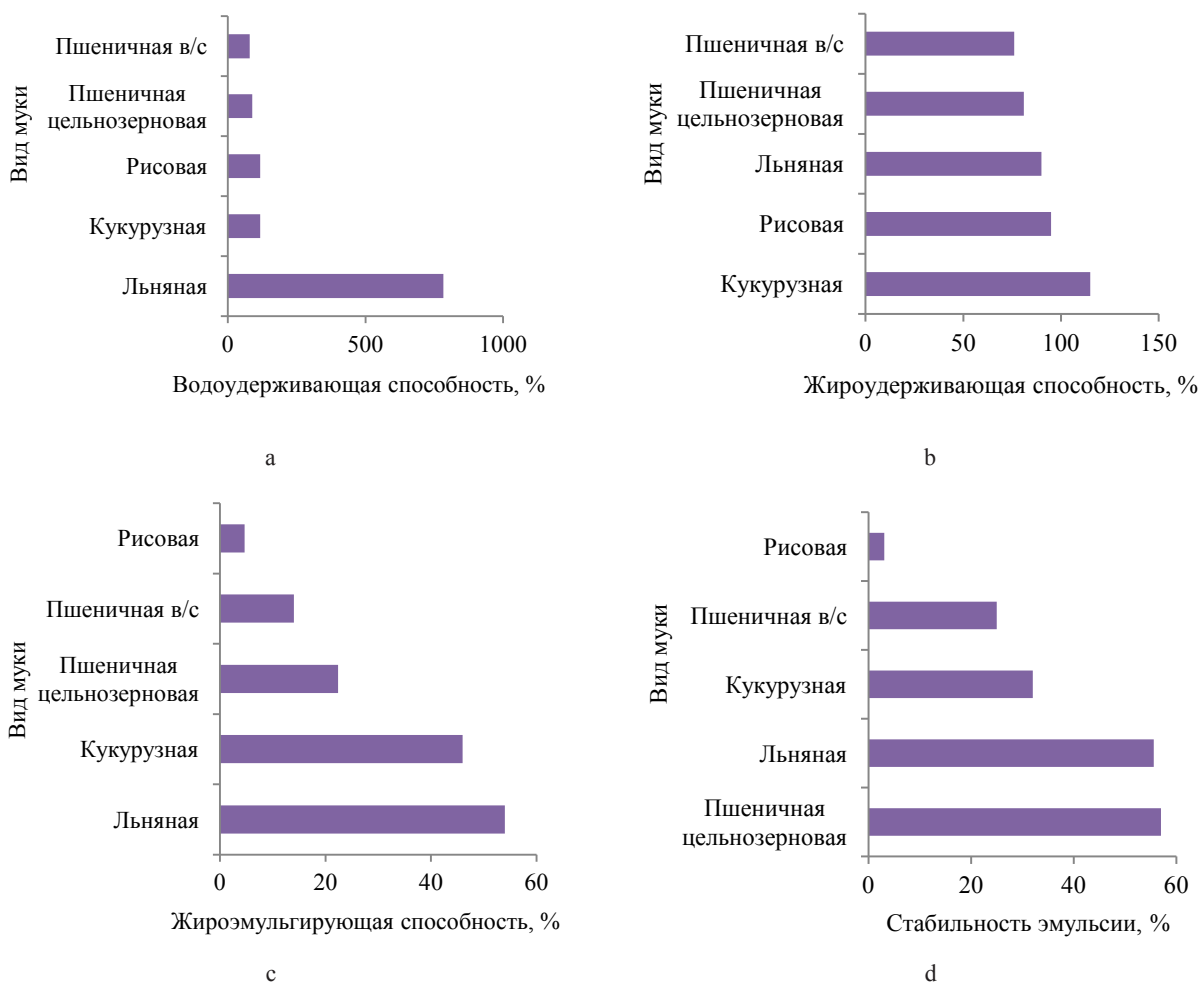 Вид муки
Пшеничная в/с
Пшеничная
цельнозерновая
Рисовая
Кукурузная
Льняная
0 500 1000
Водоудерживающая способность, %
a
Вид муки
Пшеничная в/с
Пшеничная
цельнозерновая
Льняная
Рисовая
Кукурузная
0 50 100 150
Жироудерживающая способность, %
b
Вид муки
Рисовая
Пшеничная в/с
Пшеничная
цельнозерновая
Кукурузная
Льняная
0 20 40 60
Жироэмульгирующая способность, %
c
Вид муки
Рисовая
Пшеничная в/с
Кукурузная
Льняная
Пшеничная
цельнозерновая
0 20 40 60
Стабильность эмульсии, %
d